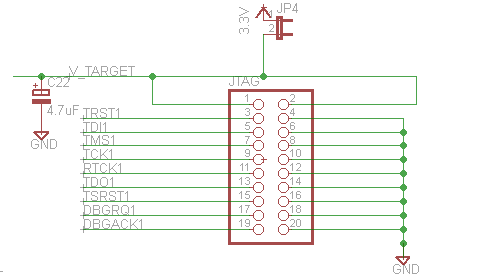 JP4
3.3V
1
2
V_TARGET
C22
+
4.7uF
GND
JTAG
1 2
TRST1 3 4
TDI1 5 6
TMS1 7 8
TCK1 9 10
RTCK1 11 12
TDO1 13 14
TSRST1 15 16
DBGRQ1 17 18
DBGACK1 19 20
GND